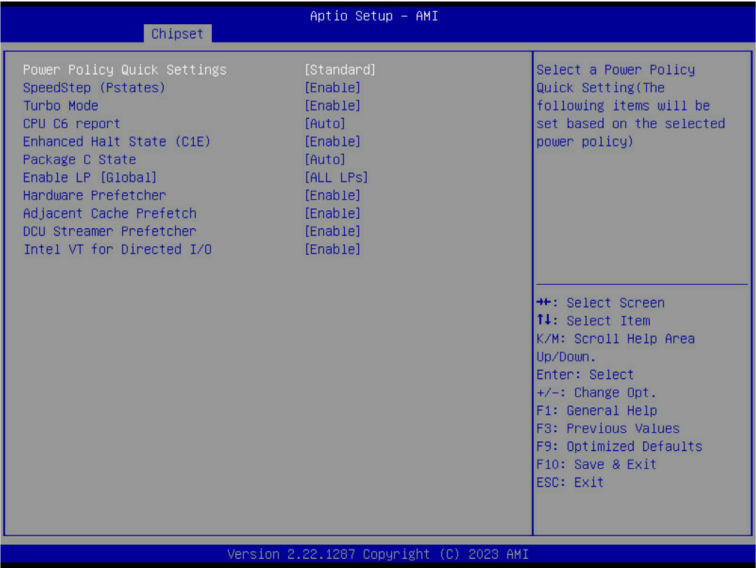 Aptio Setup – AMI
Chipset
Power Policy Quick Settings [Standard]
SpeedStep (Pstates) [Enable]
Turbo Mode [Enable]
CPU C6 report [Auto]
Enhanced Halt State (C1E) [Enable]
Package C State [Auto]
Enable LP [Global] [ALL LPs]
Hardware Prefetcher [Enable]
Adjacent Cache Prefetch [Enable]
DCU Streamer Prefetcher [Enable]
Intel VT for Directed I/O [Enable]
Select a Power Policy
Quick Setting(The
following items will be
set based on the selected
power policy)
→←: Select Screen
↑↓: Select Item
K/M: Scroll Help Area
Up/Down.
Enter: Select
+/-: Change Opt.
F1: General Help
F3: Previous Values
F9: Optimized Defaults
F10: Save & Exit
ESC: Exit
Version 2.22.1287 Copyright (C) 2023 AMI